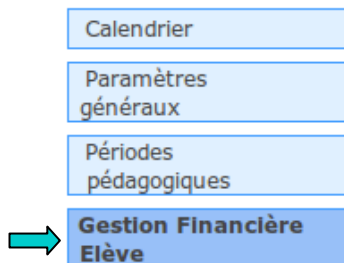 Calendrier
Paramètres
généraux
Périodes
pédagogiques
Gestion Financière
Elève